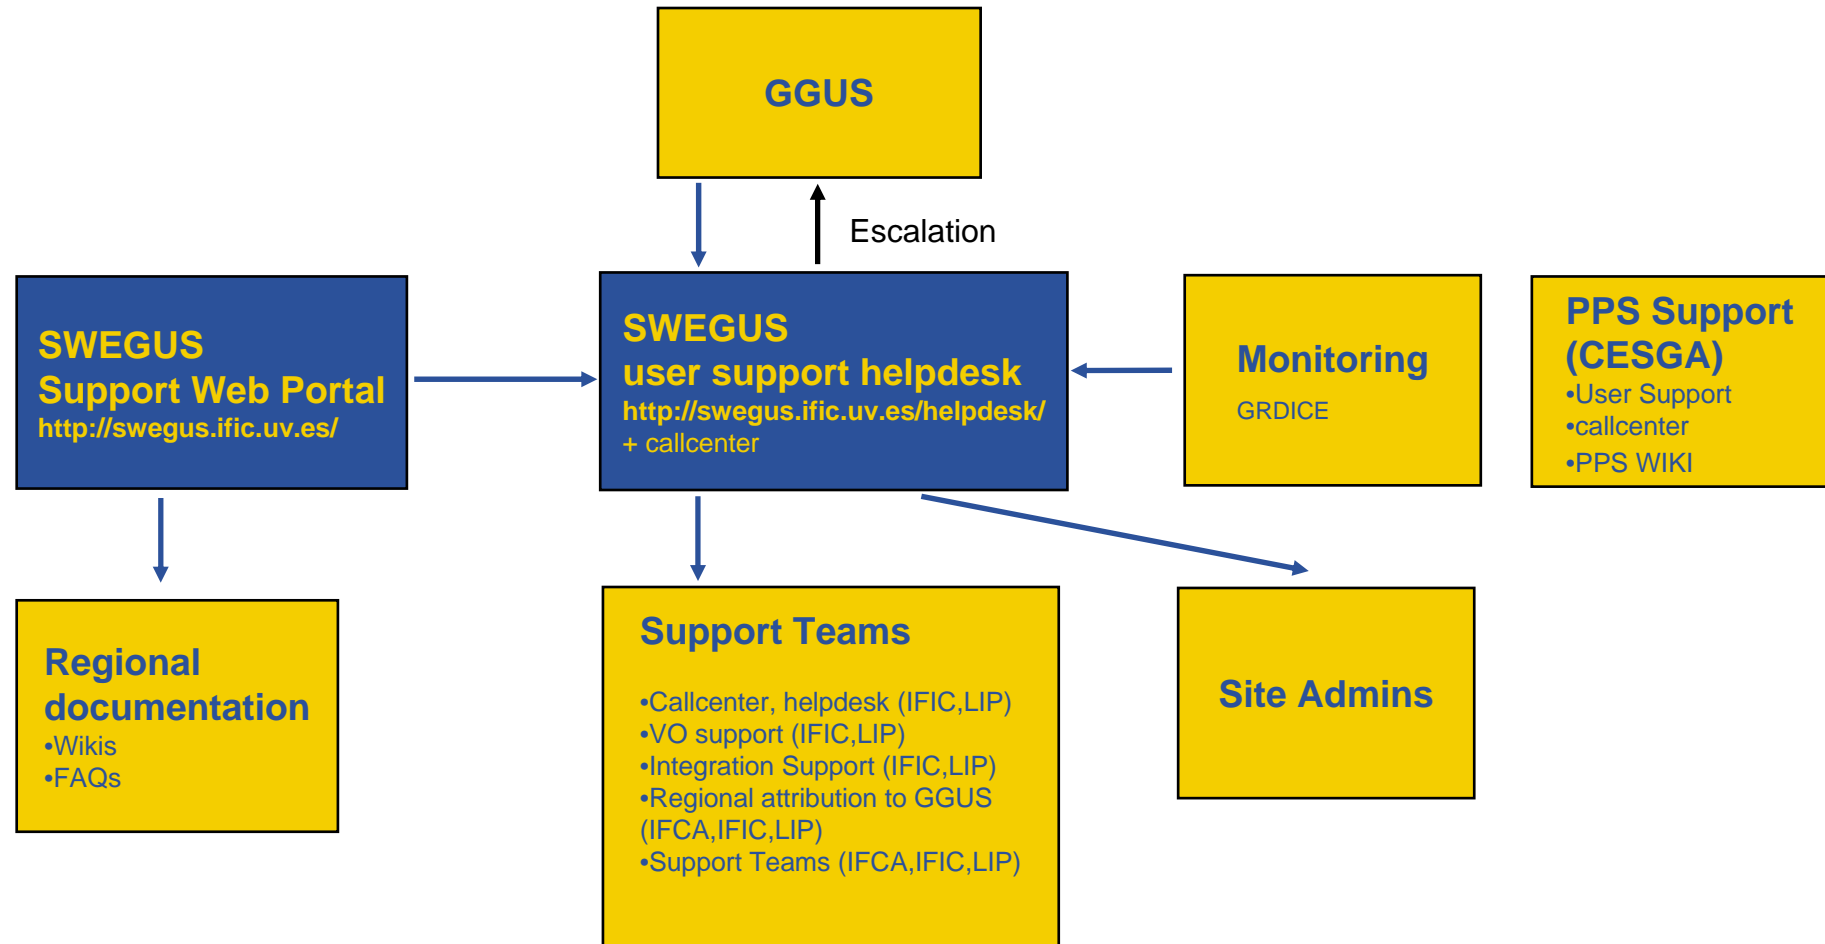 GGUS
Escalation
SWEGUS
Support Web Portal
http://swegus.ific.uv.es/
SWEGUS
user support helpdesk
http://swegus.ific.uv.es/helpdesk/
+ callcenter
Monitoring
GRDICE
PPS Support
(CESGA)
•User Support
•callcenter
•PPS WIKI
Regional
documentation
•Wikis
•FAQs
Support Teams
•Callcenter, helpdesk (IFIC,LIP)
•VO support (IFIC,LIP)
•Integration Support (IFIC,LIP)
•Regional attribution to GGUS
(IFCA,IFIC,LIP)
•Support Teams (IFCA,IFIC,LIP)
Site Admins